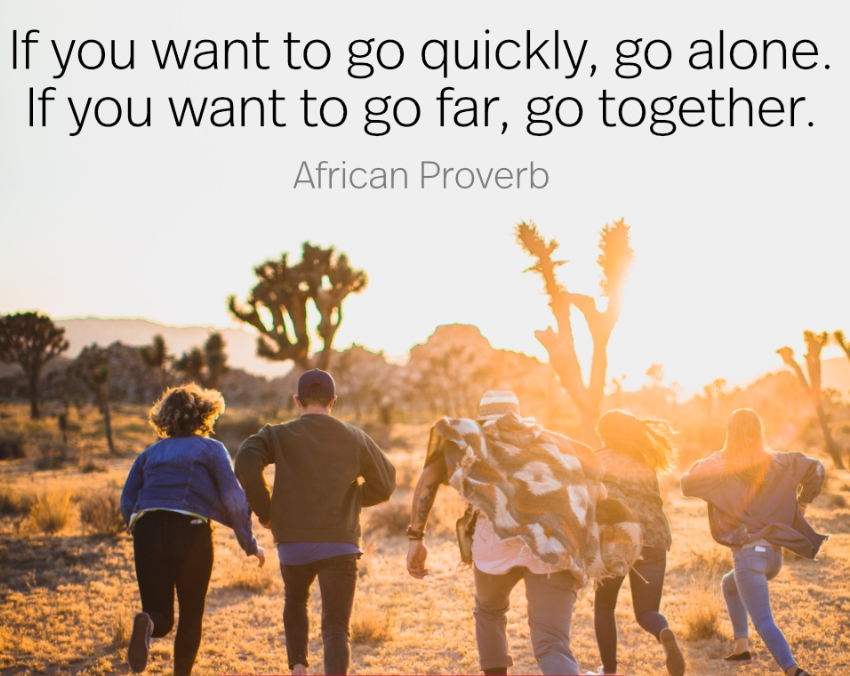 If you want to go quickly, go alone.
If you want to go far, go together.
African Proverb